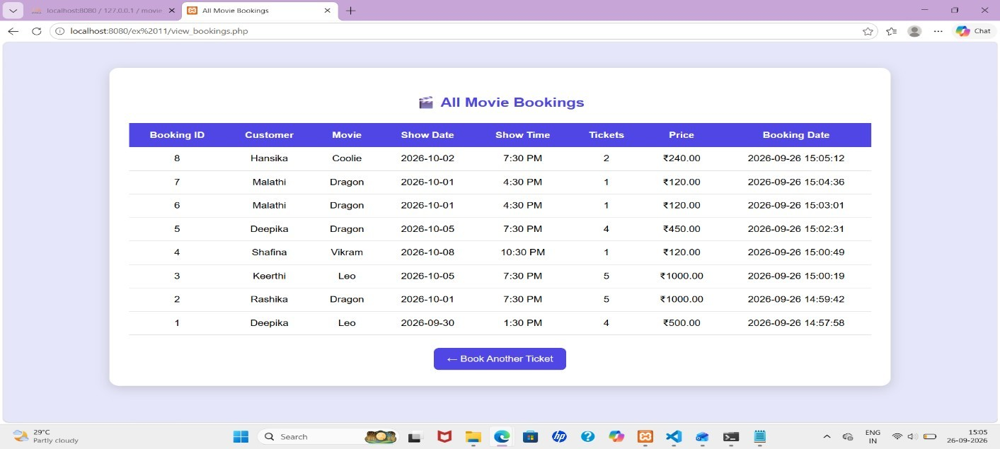 localhost:8080 / 127.0.0.1 / movie
All Movie Bookings
localhost:8080/ex%2011/view_bookings.php
Chat
All Movie Bookings
Booking ID Customer Movie Show Date Show Time Tickets Price Booking Date
8 Hansika Coolie 2026-10-02 7:30 PM 2 ₹240.00 2026-09-26 15:05:12
7 Malathi Dragon 2026-10-01 4:30 PM 1 ₹120.00 2026-09-26 15:04:36
6 Malathi Dragon 2026-10-01 4:30 PM 1 ₹120.00 2026-09-26 15:03:01
5 Deepika Dragon 2026-10-05 7:30 PM 4 ₹450.00 2026-09-26 15:02:31
4 Shafina Vikram 2026-10-08 10:30 PM 1 ₹120.00 2026-09-26 15:00:49
3 Keerthi Leo 2026-10-05 7:30 PM 5 ₹1000.00 2026-09-26 15:00:19
2 Rashika Dragon 2026-10-01 7:30 PM 5 ₹1000.00 2026-09-26 14:59:42
1 Deepika Leo 2026-09-30 1:30 PM 4 ₹500.00 2026-09-26 14:57:58
← Book Another Ticket
29°C
Partly cloudy
Search
hp
ENG
IN
15:05
26-09-2026